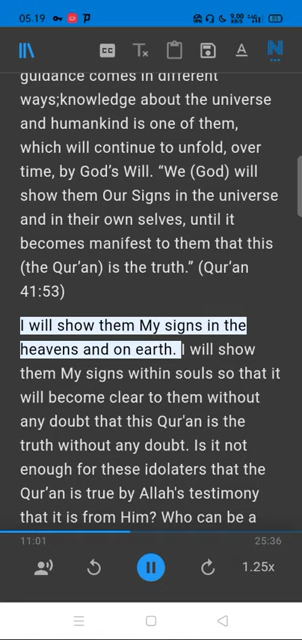 05.19
9,00
KB/S
guidance comes in different
ways;knowledge about the universe
and humankind is one of them,
which will continue to unfold, over
time, by God's Will. “We (God) will
show them Our Signs in the universe
and in their own selves, until it
becomes manifest to them that this
(the Qur'an) is the truth.” (Qur'an
41:53)
I will show them My signs in the
heavens and on earth. I will show
them My signs within souls so that it
will become clear to them without
any doubt that this Qur'an is the
truth without any doubt. Is it not
enough for these idolaters that the
Qur’an is true by Allah's testimony
that it is from Him? Who can be a
11:01
25:36
1.25x